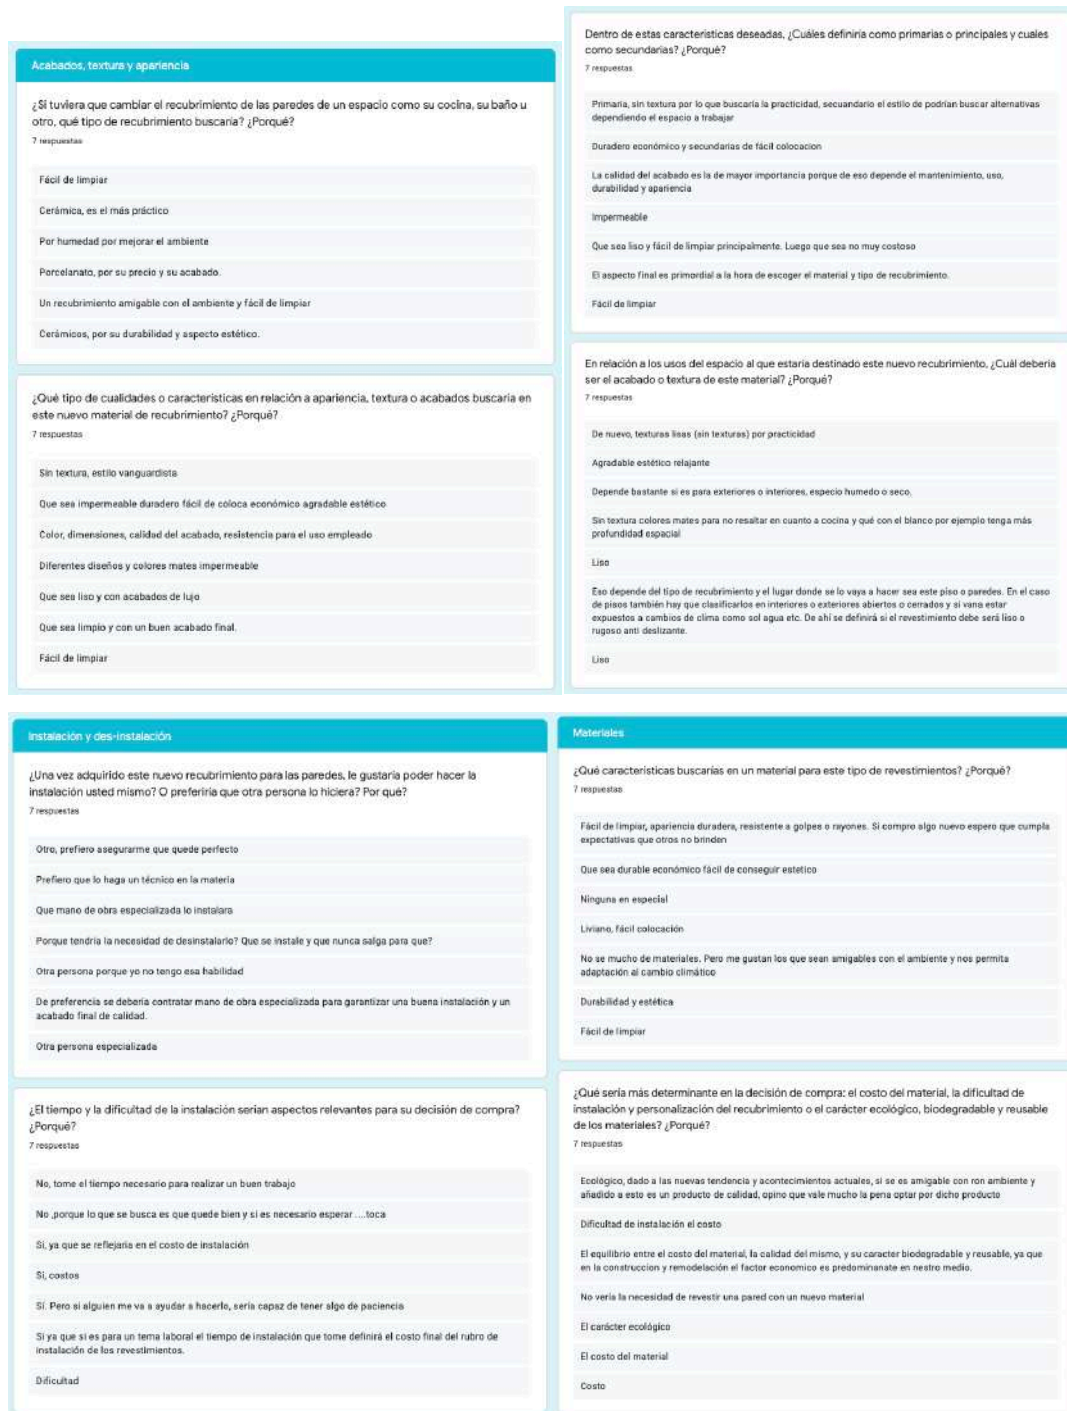 Acabados, textura y apariencia
¿Si tuviera que cambiar el recubrimiento de las paredes de un espacio como su cocina, su baño u
otro, qué tipo de recubrimiento buscaría? ¿Porqué?
7 respuestas
Fácil de limpiar
Cerámica, es el más práctico
Por humedad por mejorar el ambiente
Porcelanato, por su precio y su acabado.
Un recubrimiento amigable con el ambiente y fácil de limpiar
Cerámicos, por su durabilidad y aspecto estético.
¿Qué tipo de cualidades o características en relación a apariencia, textura o acabados buscaría en
este nuevo material de recubrimiento? ¿Porqué?
7 respuestas
Sin textura, estilo vanguardista
Que sea impermeable duradero fácil de coloca económico agradable estético
Color, dimensiones, calidad del acabado, resistencia para el uso empleado
Diferentes diseños y colores mates impermeable
Que sea liso y con acabados de lujo
Que sea limpio y con un buen acabado final.
Fácil de limpiar
Dentro de estas características deseadas, ¿Cuáles definiría como primarias o principales y cuales
como secundarias? ¿Porqué?
7 respuestas
Primaria, sin textura por lo que buscaría la practicidad, secuandario el estilo de podrían buscar alternativas
dependiendo el espacio a trabajar
Duradero económico y secundarias de fácil colocacion
La calidad del acabado es la de mayor importancia porque de eso depende el mantenimiento, uso,
durabilidad y apariencia
Impermeable
Que sea liso y fácil de limpiar principalmente. Luego que sea no muy costoso
El aspecto final es primordial a la hora de escoger el material y tipo de recubrimiento.
Fácil de limpiar
En relación a los usos del espacio al que estaría destinado este nuevo recubrimiento, ¿Cuál debería
ser el acabado o textura de este material? ¿Porqué?
7 respuestas
De nuevo, texturas lisas (sin texturas) por practicidad
Agradable estético relajante
Depende bastante si es para exteriores o interiores, especio humedo o seco.
Sin textura colores mates para no resaltar en cuanto a cocina y qué con el blanco por ejemplo tenga más
profundidad espacial
Liso
Eso depende del tipo de recubrimiento y el lugar donde se lo vaya a hacer sea este piso o paredes. En el caso
de pisos también hay que clasificarlos en interiores o exteriores abiertos o cerrados y si vana estar
expuestos a cambios de clima como sol agua etc. De ahí se definirá si el revestimiento debe será liso o
rugoso anti deslizante.
Liso
Instalación y des-instalación
¿Una vez adquirido este nuevo recubrimiento para las paredes, le gustaría poder hacer la
instalación usted mismo? O preferiría que otra persona lo hiciera? Por qué?
7 respuestas
Otro, prefiero asegurarme que quede perfecto
Prefiero que lo haga un técnico en la materia
Que mano de obra especializada lo instalara
Porque tendría la necesidad de desinstalarlo? Que se instale y que nunca salga para que?
Otra persona porque yo no tengo esa habilidad
De preferencia se debería contratar mano de obra especializada para garantizar una buena instalación y un
acabado final de calidad.
Otra persona especializada
¿El tiempo y la dificultad de la instalación serían aspectos relevantes para su decisión de compra?
¿Porqué?
7 respuestas
No, tome el tiempo necesario para realizar un buen trabajo
No ,porque lo que se busca es que quede bien y si es necesario esperar ....toca
Si, ya que se reflejaria en el costo de instalación
Si, costos
Sí. Pero si alguien me va a ayudar a hacerlo, sería capaz de tener algo de paciencia
Si ya que si es para un tema laboral el tiempo de instalación que tome definirá el costo final del rubro de
instalación de los revestimientos.
Dificultad
Materiales
¿Qué características buscarías en un material para este tipo de revestimientos? ¿Porqué?
7 respuestas
Fácil de limpiar, apariencia duradera, resistente a golpes o rayones. Si compro algo nuevo espero que cumpla
expectativas que otros no brinden
Que sea durable económico fácil de conseguir estetico
Ninguna en especial
Liviano, fácil colocación
No se mucho de materiales. Pero me gustan los que sean amigables con el ambiente y nos permita
adaptación al cambio climático
Durabilidad y estética
Fácil de limpiar
¿Qué sería más determinante en la decisión de compra: el costo del material, la dificultad de
instalación y personalización del recubrimiento o el carácter ecológico, biodegradable y reusable
de los materiales? ¿Porqué?
7 respuestas
Ecológico, dado a las nuevas tendencia y acontecimientos actuales, si se es amigable con ron ambiente y
añadido a esto es un producto de calidad, opino que vale mucho la pena optar por dicho producto
Dificultad de instalación el costo
El equilibrio entre el costo del material, la calidad del mismo, y su caracter biodegradable y reusable, ya que
en la construccion y remodelación el factor economico es predominanate en nestro medio.
No vería la necesidad de revestir una pared con un nuevo material
El carácter ecológico
El costo del material
Costo